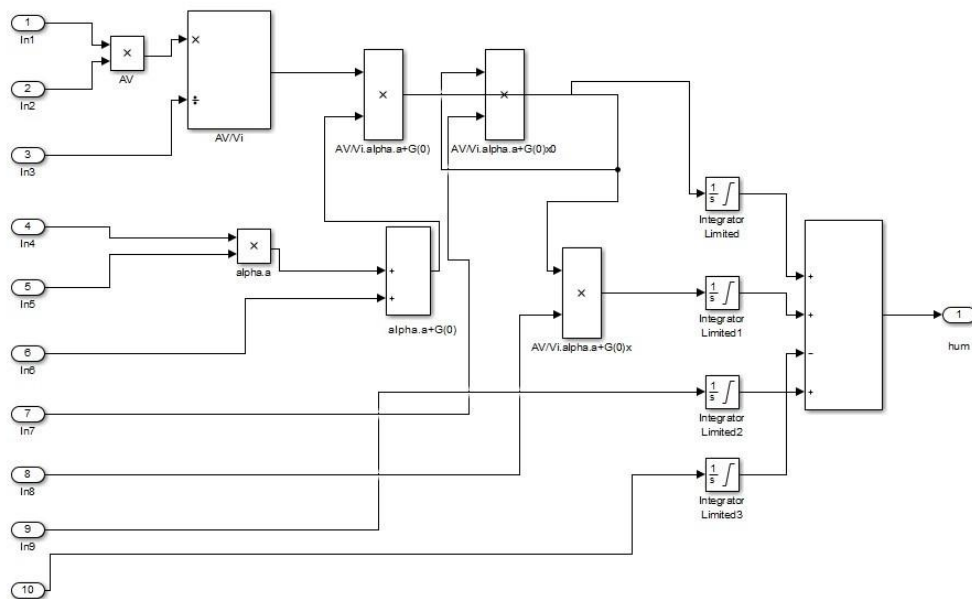 1
In1
2
In2
3
In3
4
In4
5
In5
6
In6
7
In7
8
In8
9
In9
10
×
AV
×
÷
AV/Vi
×
AV/Vi.alpha.a+G(0)
×
AV/Vi.alpha.a+G(0)x0
×
alpha.a
+
+
alpha.a+G(0)
×
AV/Vi.alpha.a+G(0)x
1
s
Integrator
Limited
1
s
Integrator
Limited1
1
s
Integrator
Limited2
1
s
Integrator
Limited3
+
+
−
+
1
hum